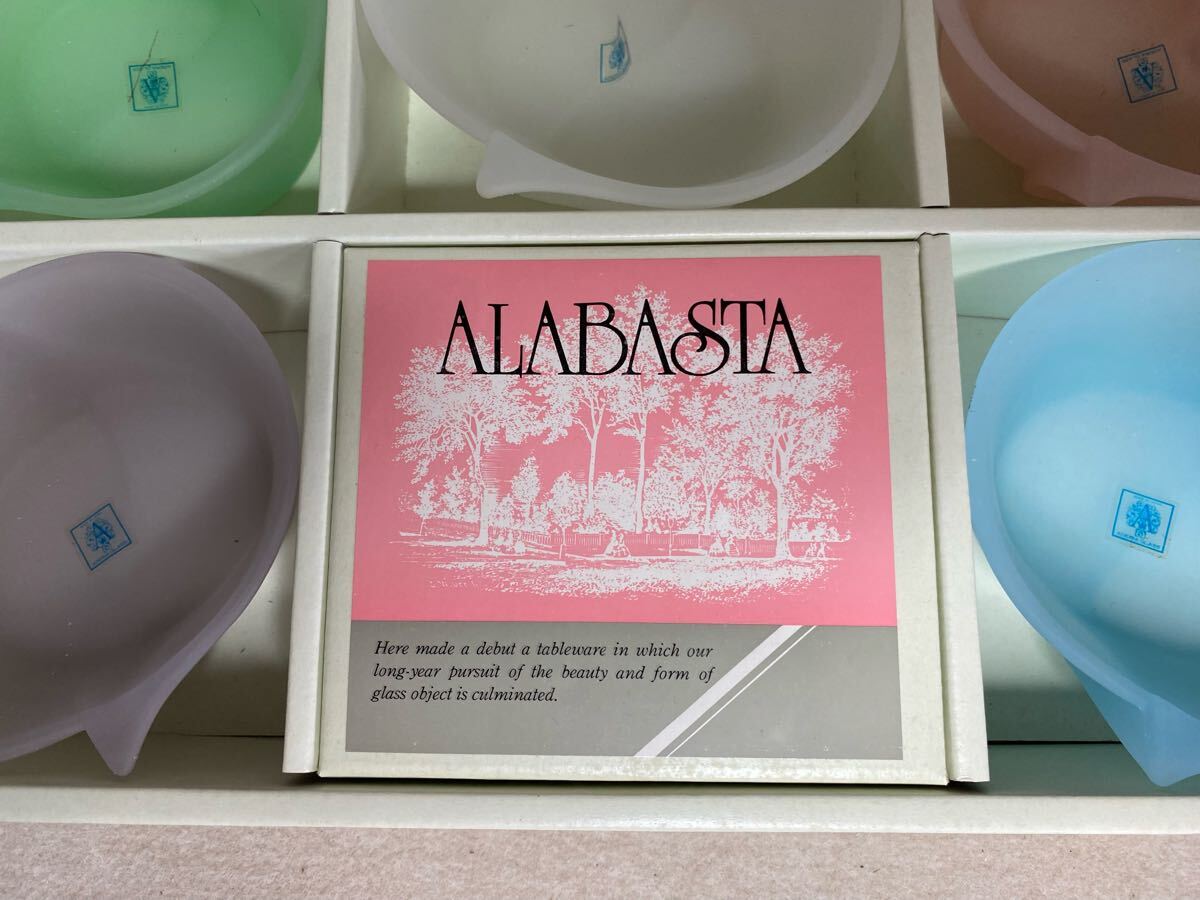 ALABASTA
Here made a debut a tableware in which our
long-year pursuit of the beauty and form of
glass object is culminated.
A
A
A
A